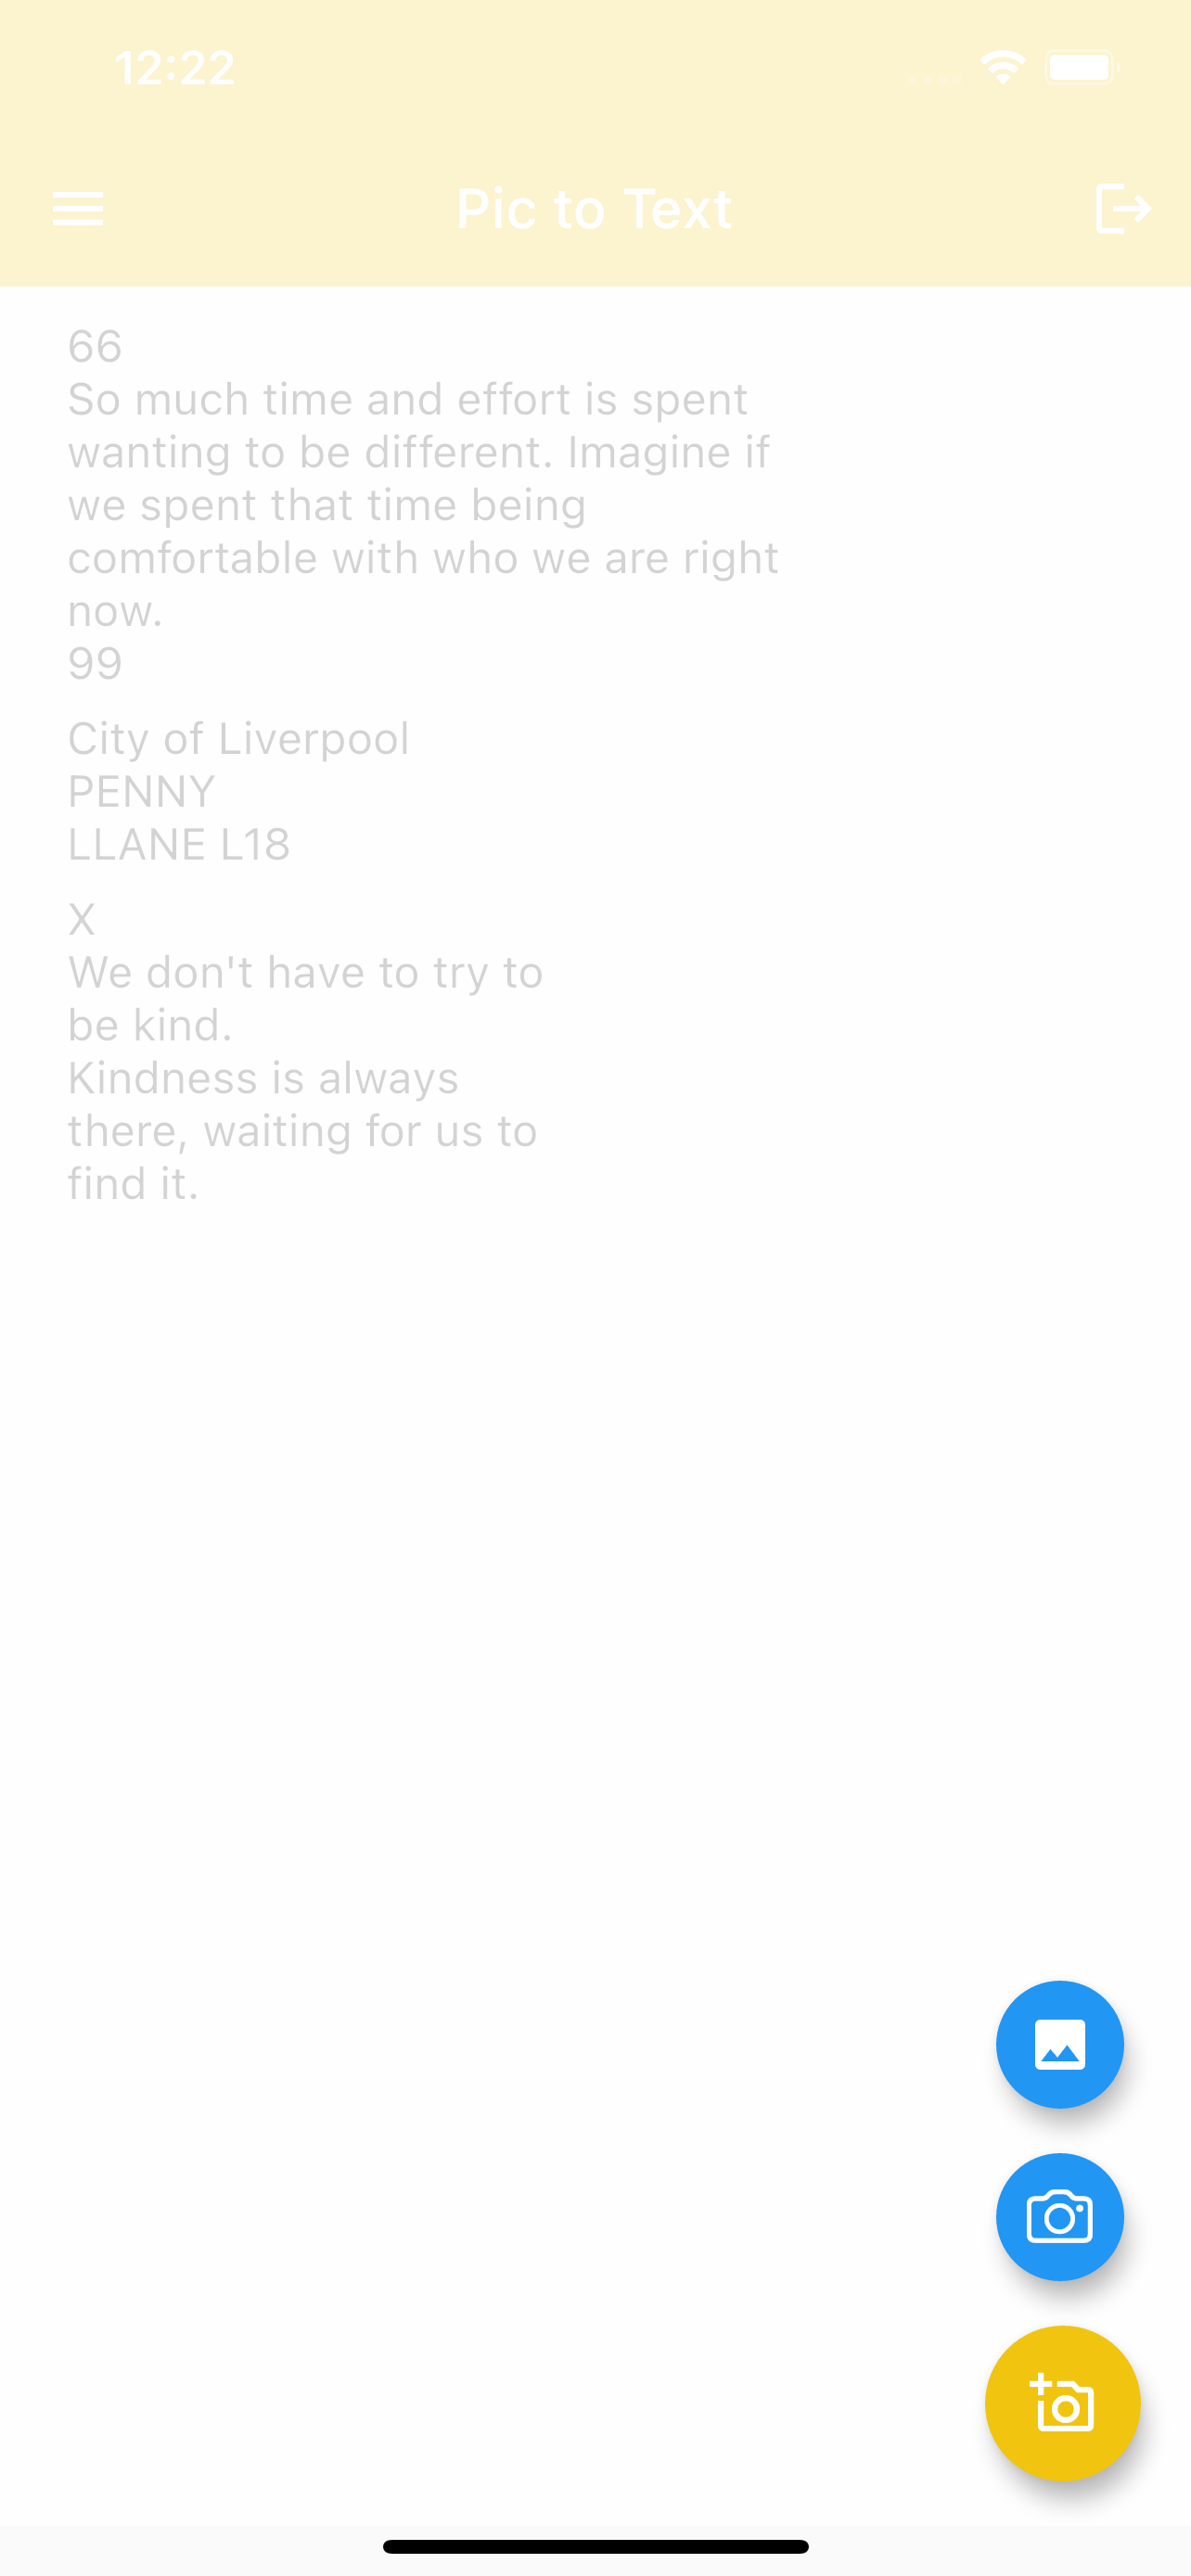 12:22
Pic to Text
66
So much time and effort is spent
wanting to be different. Imagine if
we spent that time being
comfortable with who we are right
now.
99
City of Liverpool
PENNY
LLANE L18
X
We don't have to try to
be kind.
Kindness is always
there, waiting for us to
find it.